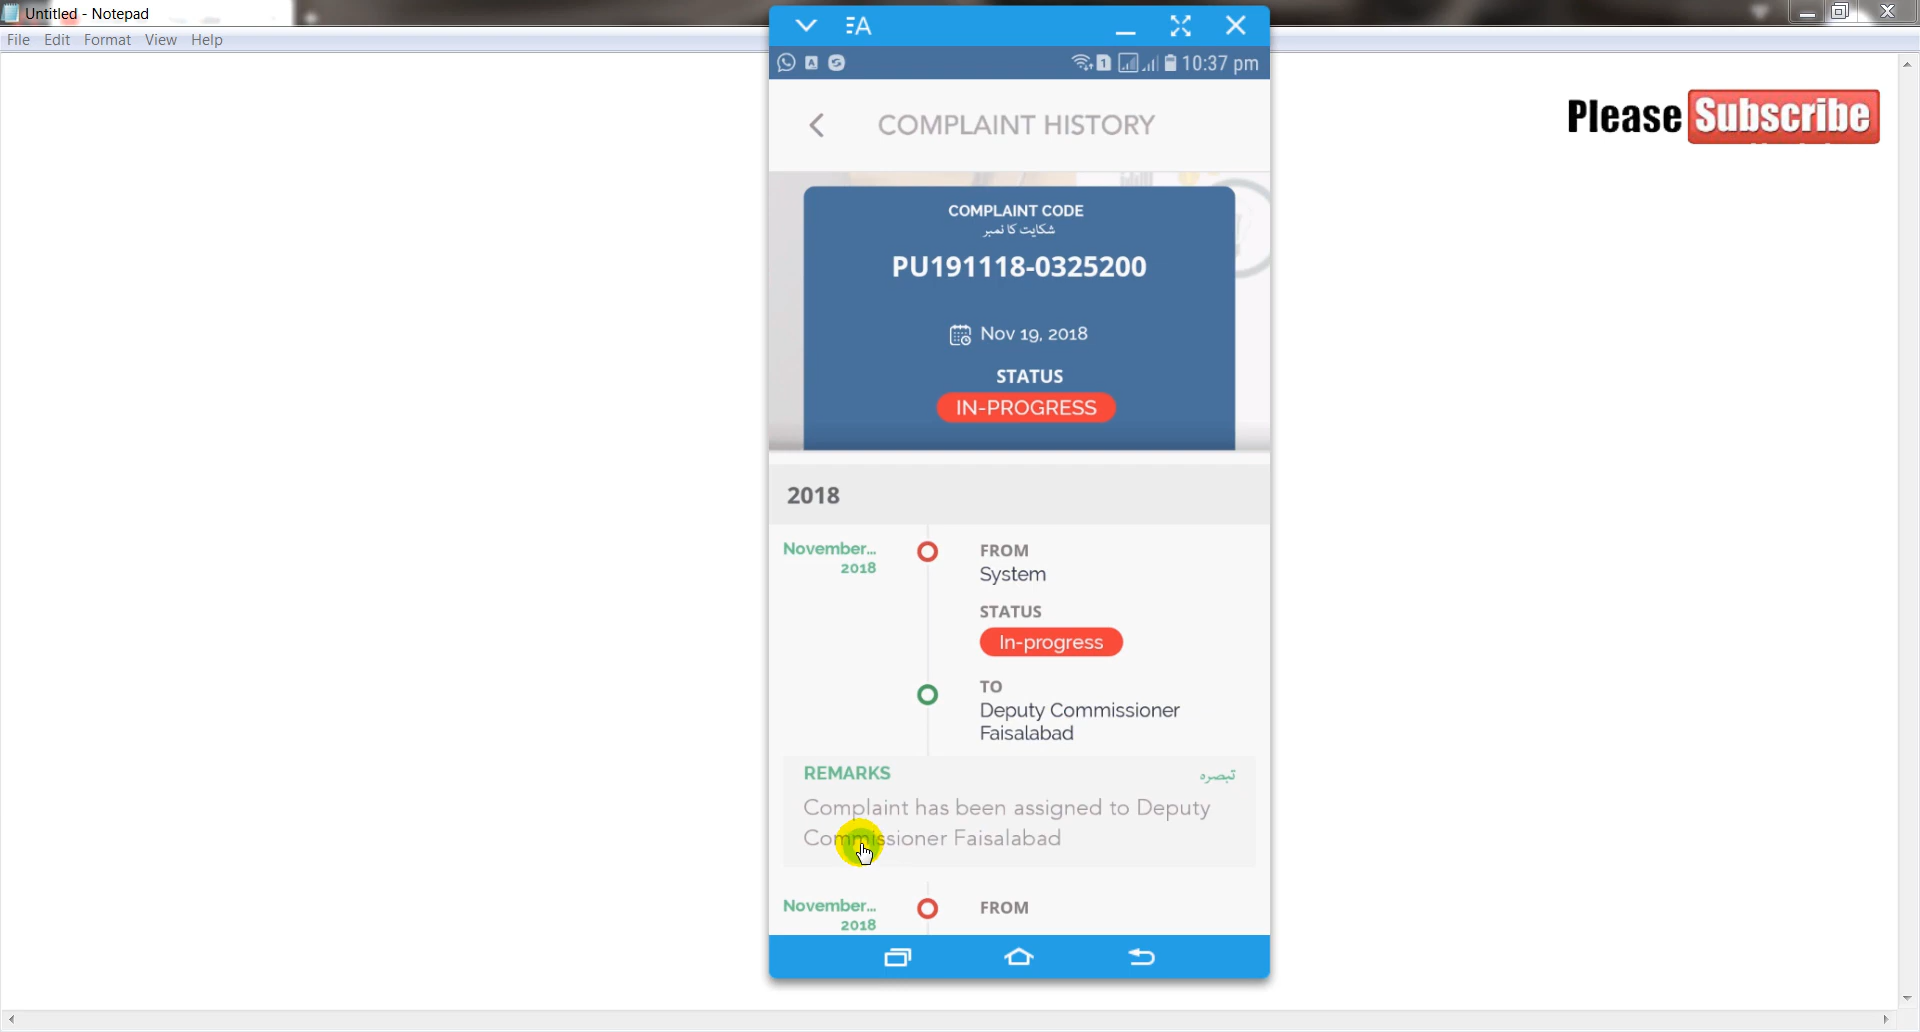 Untitled - Notepad
File Edit Format View Help
Please Subscribe
A
1 10:37 pm
COMPLAINT HISTORY
COMPLAINT CODE
شکایت کا نمبر
PU191118-0325200
Nov 19, 2018
STATUS
IN-PROGRESS
2018
November...
2018
FROM
System
STATUS
In-progress
TO
Deputy Commissioner
Faisalabad
REMARKS
تبصرہ
Complaint has been assigned to Deputy
Commissioner Faisalabad
November...
2018
FROM